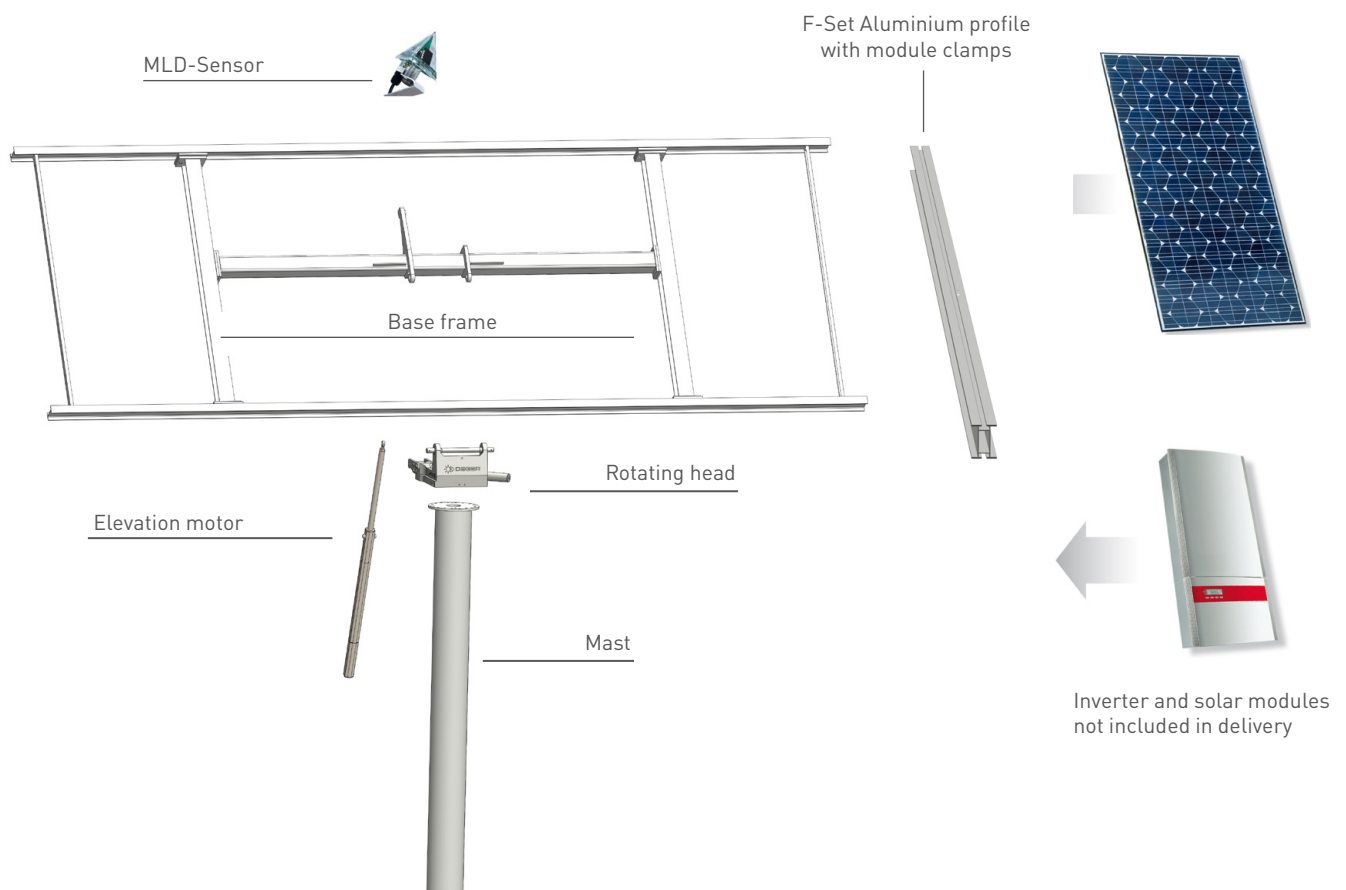 F-Set Aluminium profile
with module clamps
MLD-Sensor
Base frame
DEGER
Rotating head
Elevation motor
Mast
Inverter and solar modules
not included in delivery